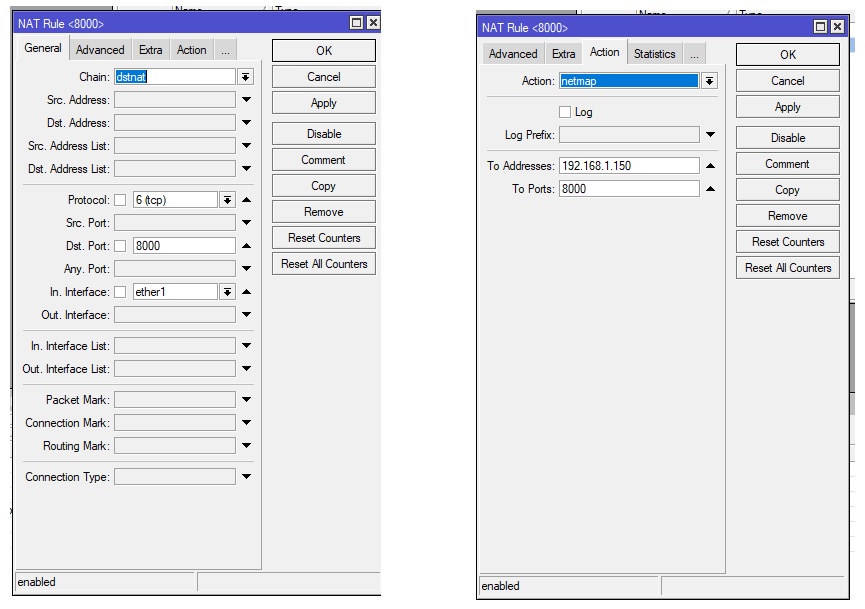 Name / Type
NAT Rule <8000>
General Advanced Extra Action ...
Chain: dstnat
Src. Address:
Dst. Address:
Src. Address List:
Dst. Address List:
Protocol: 6 (tcp)
Src. Port:
Dst. Port: 8000
Any. Port:
In. Interface: ether1
Out. Interface:
In. Interface List:
Out. Interface List:
Packet Mark:
Connection Mark:
Routing Mark:
Connection Type:
OK
Cancel
Apply
Disable
Comment
Copy
Remove
Reset Counters
Reset All Counters
enabled
Name / Type
NAT Rule <8000>
Advanced Extra Action Statistics ...
Action: netmap
Log
Log Prefix:
To Addresses: 192.168.1.150
To Ports: 8000
OK
Cancel
Apply
Disable
Comment
Copy
Remove
Reset Counters
Reset All Counters
enabled